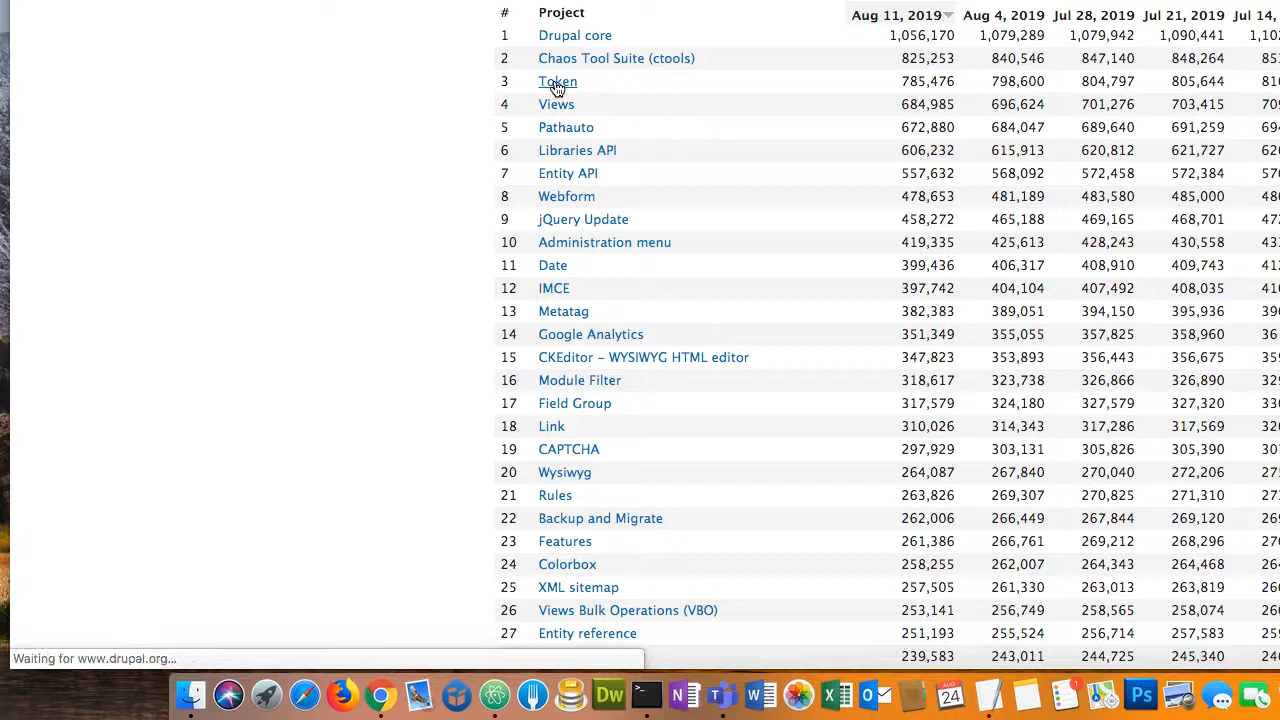 # Project Aug 11, 2019 Aug 4, 2019 Jul 28, 2019 Jul 21, 2019 Jul 14,
1 Drupal core 1,056,170 1,079,289 1,079,942 1,090,441
2 Chaos Tool Suite (ctools) 825,253 840,546 847,140 848,264
3 Token 785,476 798,600 804,797 805,644
4 Views 684,985 696,624 701,276 703,415
5 Pathauto 672,880 684,047 689,640 691,259
6 Libraries API 606,232 615,913 620,812 621,727
7 Entity API 557,632 568,092 572,458 572,384
8 Webform 478,653 481,189 483,580 485,000
9 jQuery Update 458,272 465,188 469,165 468,701
10 Administration menu 419,335 425,613 428,243 430,558
11 Date 399,436 406,317 408,910 409,743
12 IMCE 397,742 404,104 407,492 408,035
13 Metatag 382,383 389,051 394,150 395,936
14 Google Analytics 351,349 355,055 357,825 358,960
15 CKEditor – WYSIWYG HTML editor 347,823 353,893 356,443 356,675
16 Module Filter 318,617 323,738 326,866 326,890
17 Field Group 317,579 324,180 327,579 327,320
18 Link 310,026 314,343 317,286 317,569
19 CAPTCHA 297,929 303,131 305,826 305,390
20 Wysiwyg 264,087 267,840 270,040 272,206
21 Rules 263,826 269,307 270,825 271,310
22 Backup and Migrate 262,006 266,449 267,844 269,120
23 Features 261,386 266,761 269,212 268,296
24 Colorbox 258,255 262,007 264,343 264,468
25 XML sitemap 257,505 261,330 263,013 263,819
26 Views Bulk Operations (VBO) 253,141 256,749 258,565 258,074
27 Entity reference 251,193 255,524 256,714 257,583
239,583 243,011 244,725 245,340
Waiting for www.drupal.org...
Dw N T W X O AUG 24 1 Ps